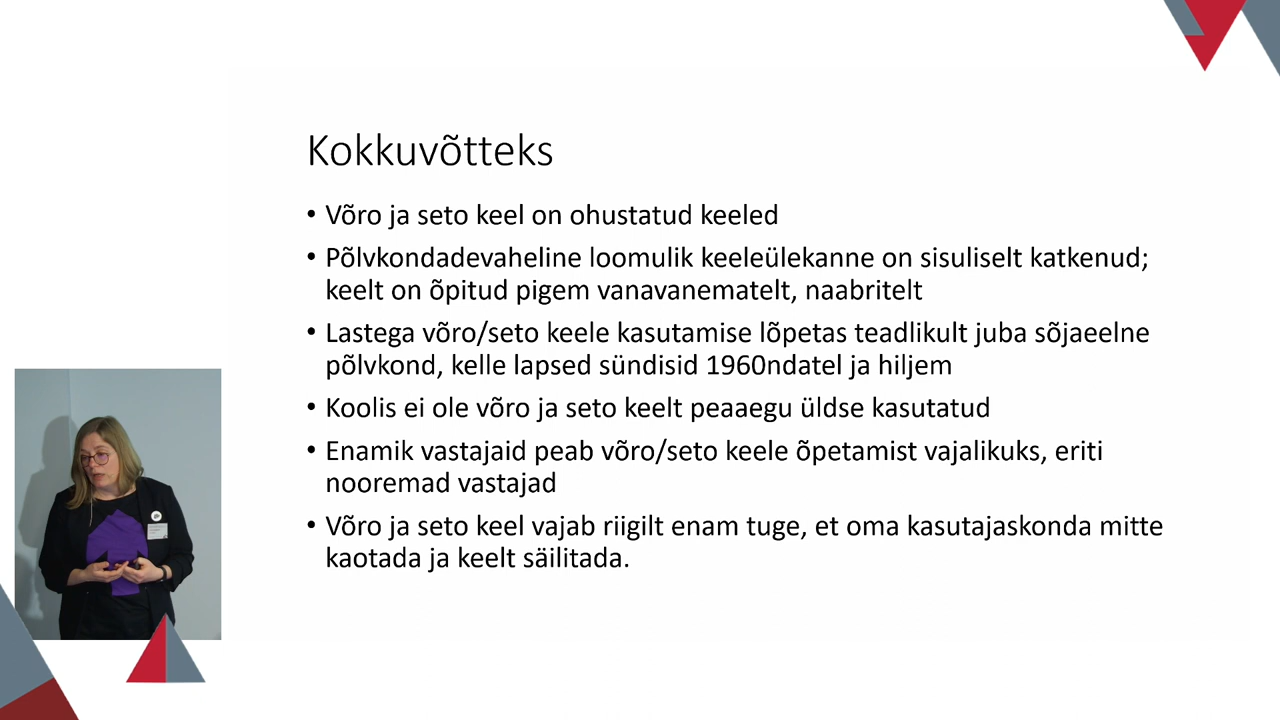 Kokkuvõtteks
• Võro ja seto keel on ohustatud keeled
• Põlvkondadevaheline loomulik keeleülekanne on sisuliselt katkenud;
keelt on õpitud pigem vanavanematelt, naabritelt
• Lastega võro/seto keele kasutamise lõpetas teadlikult juba sõjaeelne
põlvkond, kelle lapsed sündisid 1960ndatel ja hiljem
• Koolis ei ole võro ja seto keelt peaaegu üldse kasutatud
• Enamik vastajaid peab võro/seto keele õpetamist vajalikuks, eriti
nooremad vastajad
• Võro ja seto keel vajab riigilt enam tuge, et oma kasutajaskonda mitte
kaotada ja keelt säilitada.